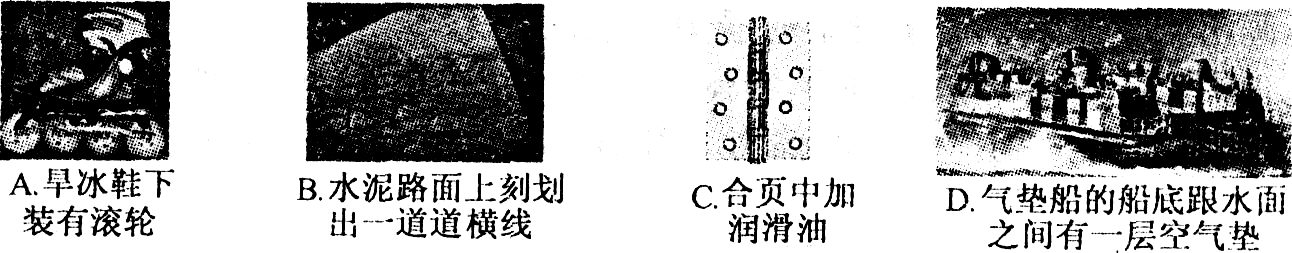 A.旱冰鞋下
装有滚轮
B.水泥路面上刻划
出一道道横线
C.合页中加
润滑油
D.气垫船的船底跟水面
之间有一层空气垫